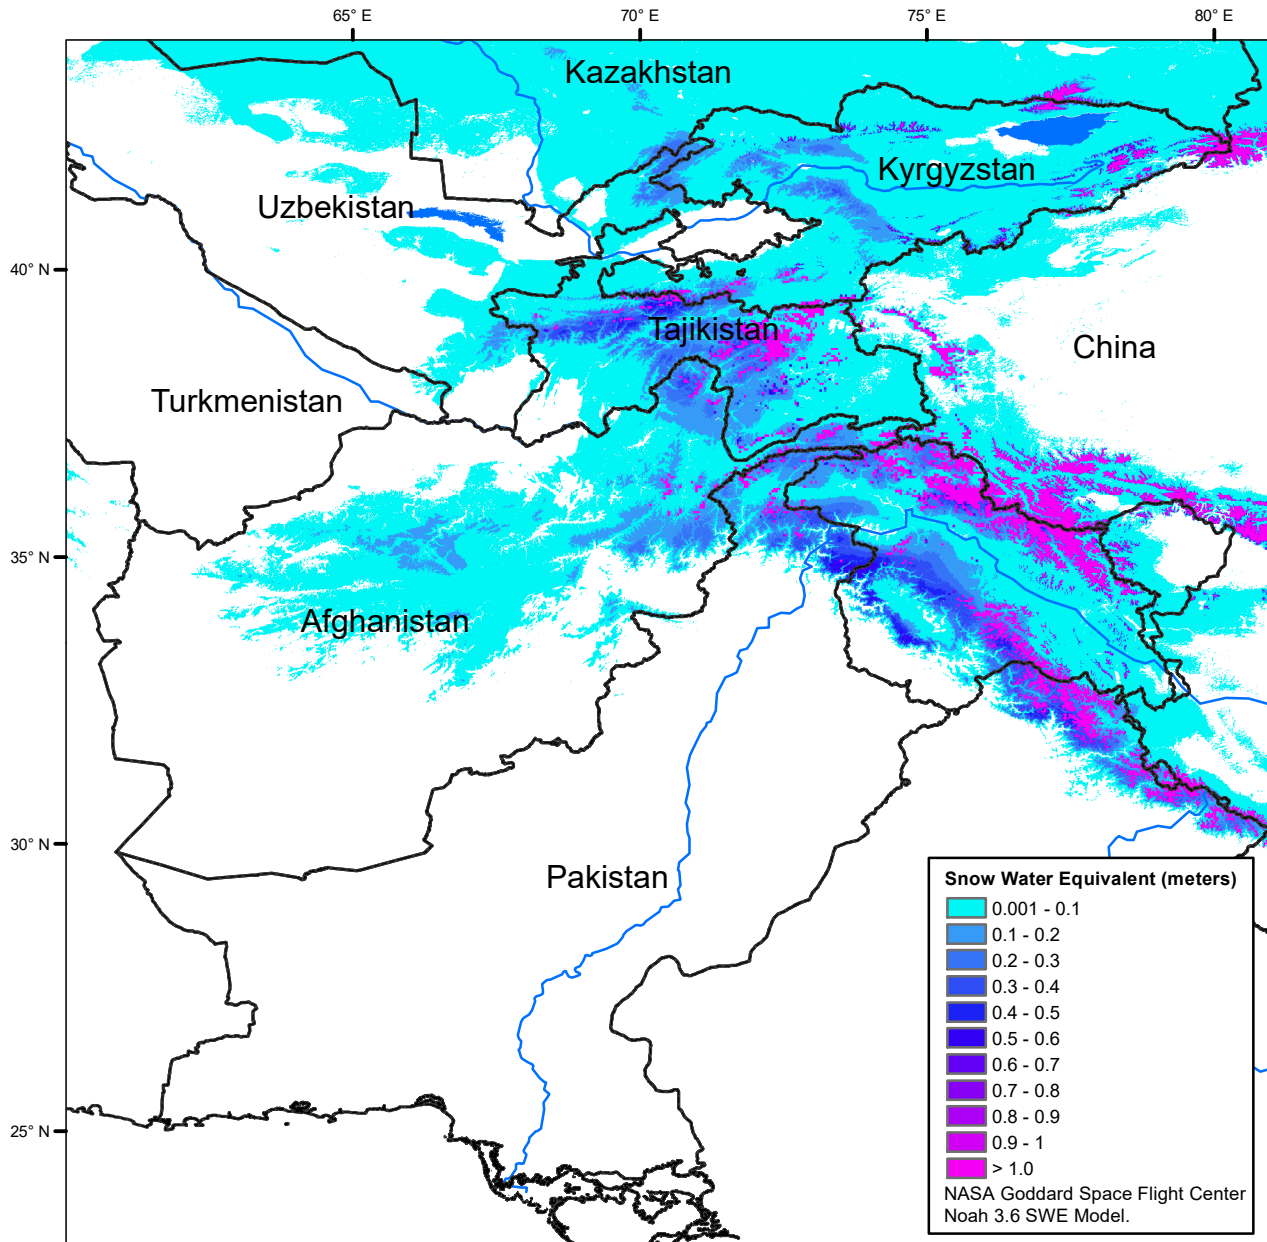 65° E
70° E
75° E
80° E
Kazakhstan
Kyrgyzstan
Uzbekistan
40° N
Tajikistan
China
Turkmenistan
35° N
Afghanistan
30° N
Pakistan
25° N
Snow Water Equivalent (meters)
0.001 - 0.1
0.1 - 0.2
0.2 - 0.3
0.3 - 0.4
0.4 - 0.5
0.5 - 0.6
0.6 - 0.7
0.7 - 0.8
0.8 - 0.9
0.9 - 1
> 1.0
NASA Goddard Space Flight Center
Noah 3.6 SWE Model.